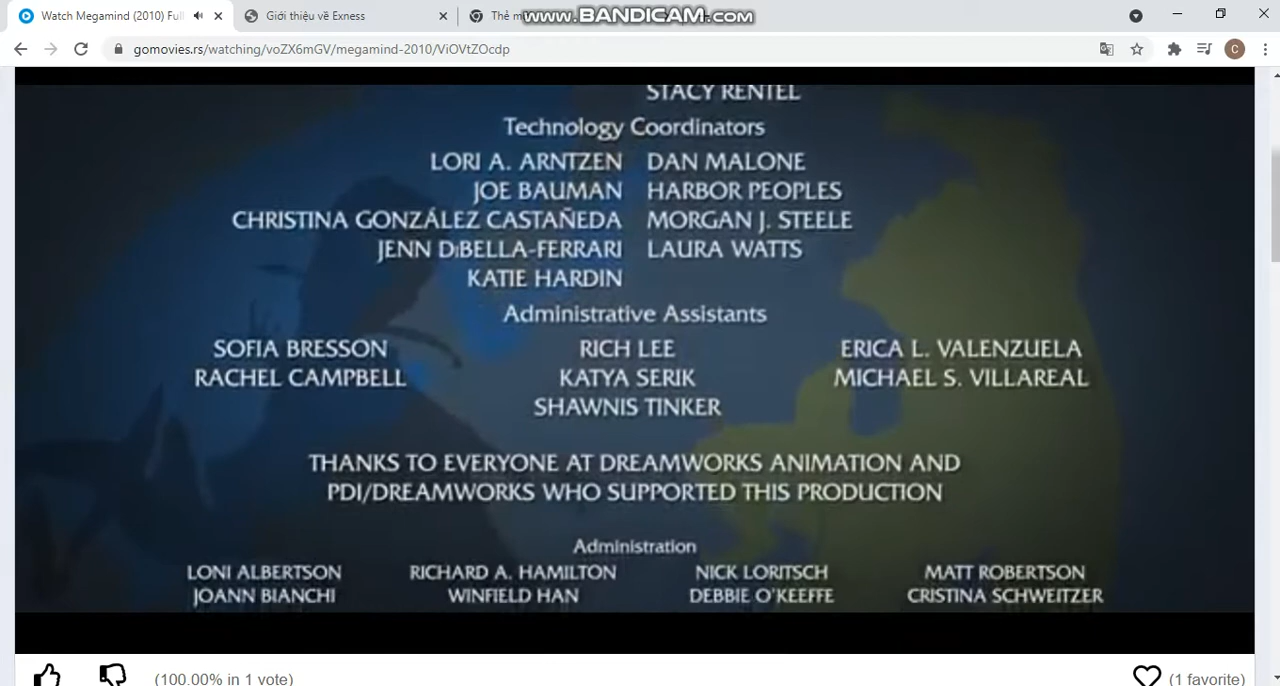 Watch Megamind (2010) Full
Giới thiệu về Exness
Thẻ m
www.BANDICAM.com
gomovies.rs/watching/voZX6mGV/megamind-2010/ViOVtZOcdp
C
STACY RENTEL
Technology Coordinators
LORI A. ARNTZEN DAN MALONE
JOE BAUMAN HARBOR PEOPLES
CHRISTINA GONZÁLEZ CASTAÑEDA MORGAN J. STEELE
JENN DiBELLA-FERRARI LAURA WATTS
KATIE HARDIN
Administrative Assistants
SOFIA BRESSON RICH LEE ERICA L. VALENZUELA
RACHEL CAMPBELL KATYA SERIK MICHAEL S. VILLAREAL
SHAWNIS TINKER
THANKS TO EVERYONE AT DREAMWORKS ANIMATION AND
PDI/DREAMWORKS WHO SUPPORTED THIS PRODUCTION
Administration
LONI ALBERTSON RICHARD A. HAMILTON NICK LORITSCH MATT ROBERTSON
JOANN BIANCHI WINFIELD HAN DEBBIE O'KEEFFE CRISTINA SCHWEITZER
(100.00% in 1 vote) (1 favorite)